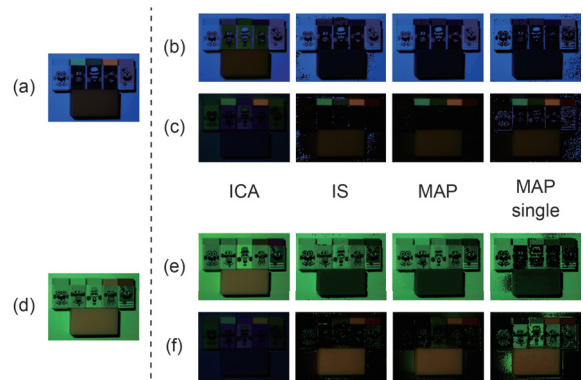 (a)
(b)
(c)
ICA IS MAP MAP single
(d)
(e)
(f)